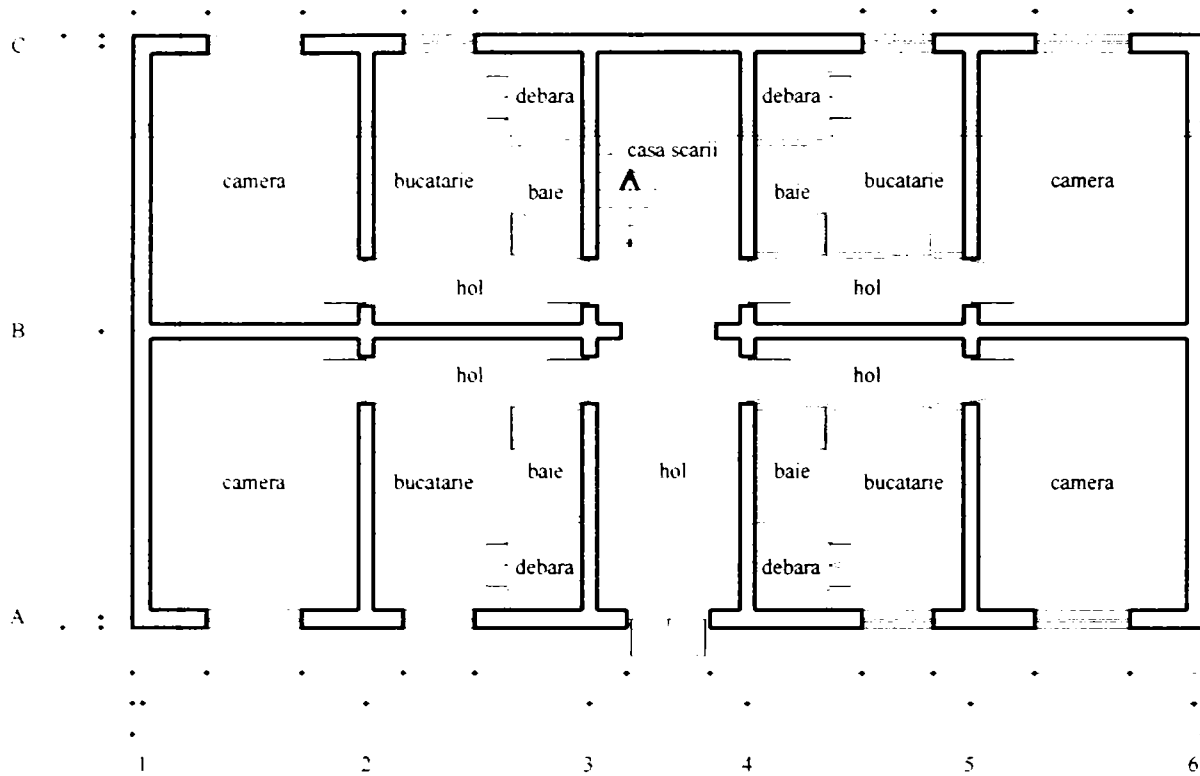 C
debara debara
casa scarii
camera bucatarie baie baie bucatarie camera
hol hol
B
hol hol
camera bucatarie baie hol baie bucatarie camera
debara debara
A
1 2 3 4 5 6